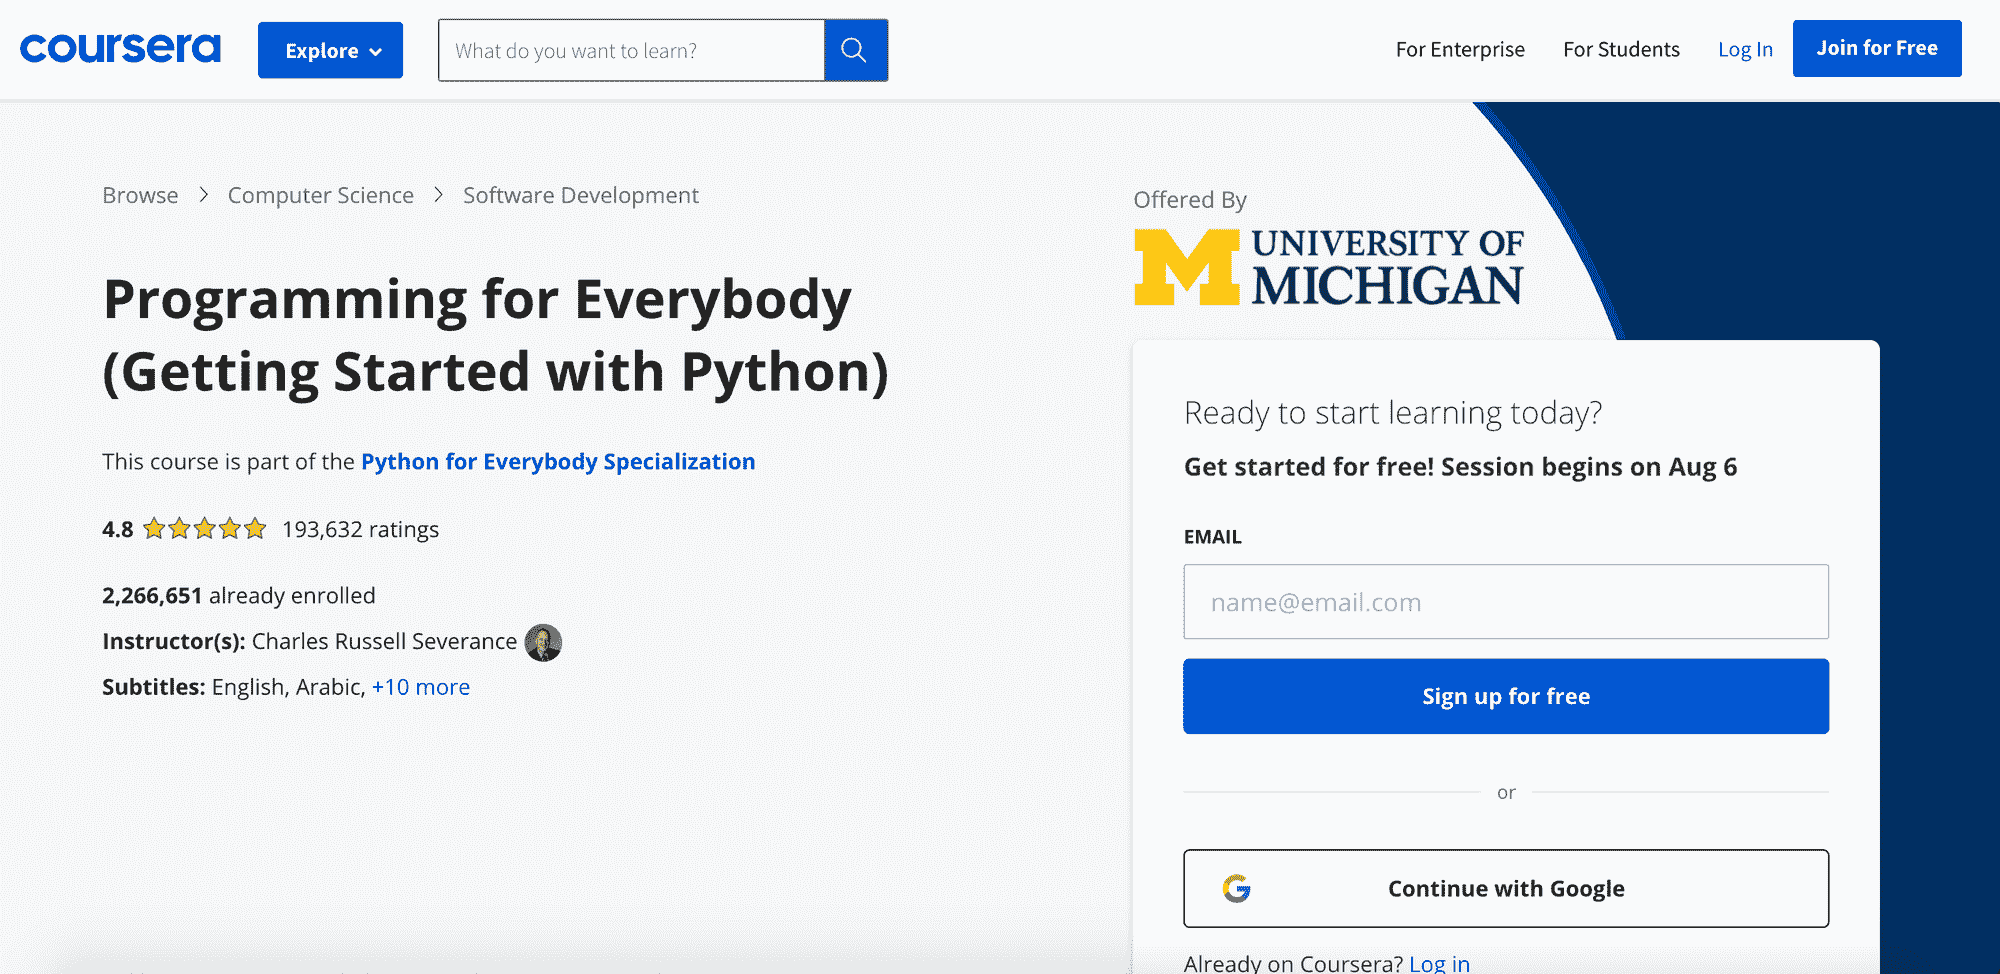 coursera
Explore
What do you want to learn?
For Enterprise
For Students
Log In
Join for Free
Browse > Computer Science > Software Development
Programming for Everybody
(Getting Started with Python)
This course is part of the Python for Everybody Specialization
4.8 193,632 ratings
2,266,651 already enrolled
Instructor(s): Charles Russell Severance
Subtitles: English, Arabic, +10 more
Offered By
M UNIVERSITY OF
MICHIGAN
Ready to start learning today?
Get started for free! Session begins on Aug 6
EMAIL
name@email.com
Sign up for free
or
G Continue with Google
Already on Coursera? Log in